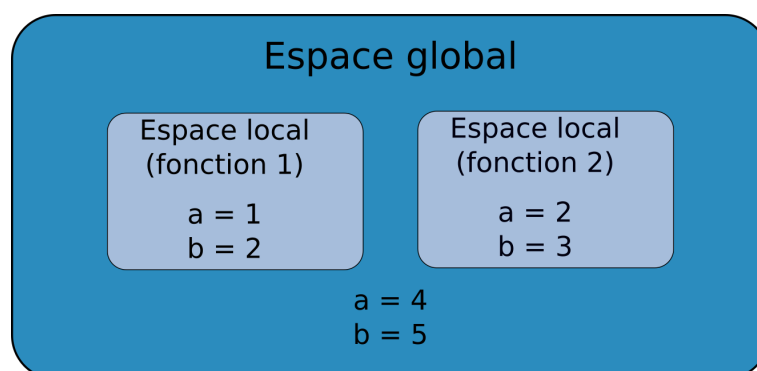 Espace global
Espace local
(fonction 1)
a = 1
b = 2
Espace local
(fonction 2)
a = 2
b = 3
a = 4
b = 5